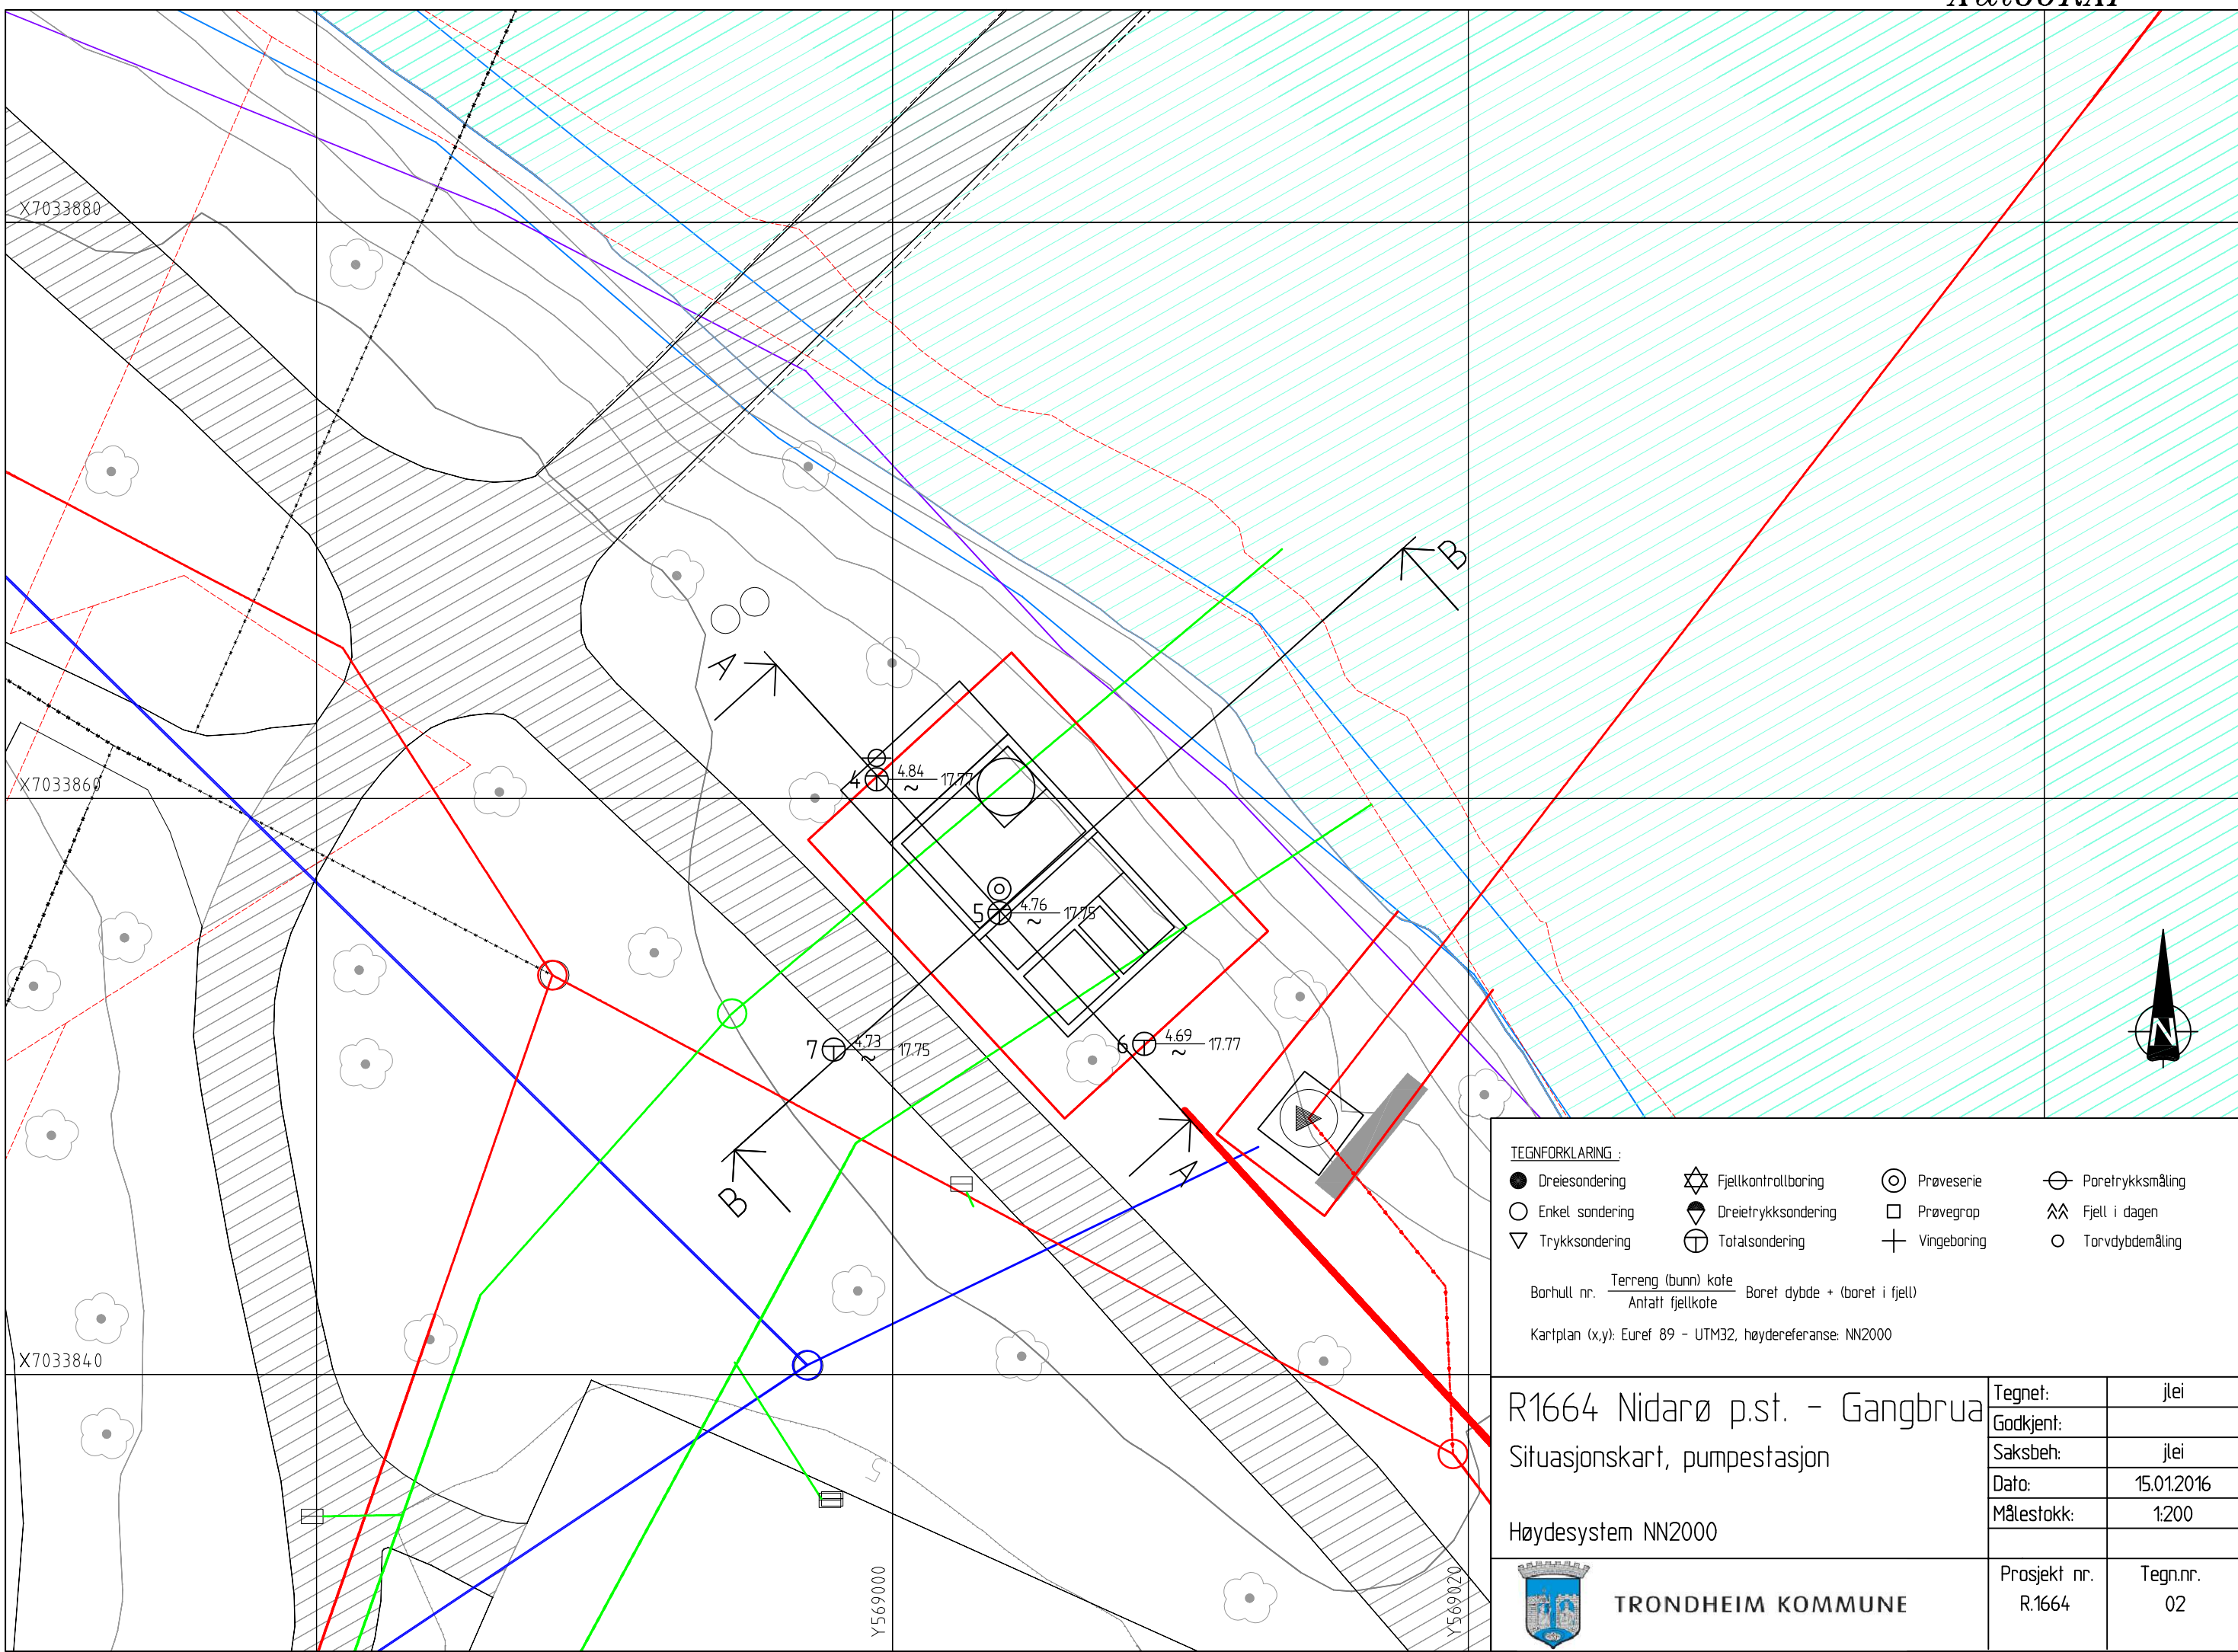 X7033880
B
A
4 4.84 ~ 17.77
X7033860
5 4.76 ~ 17.75
N
7 4.73 ~ 17.75
6 4.69 ~ 17.77
A
B
X7033840
Y569000
Y569020
TEGNFORKLARING :
Dreiesondering Fjellkontrollboring Prøveserie Poretrykksmåling
Enkel sondering Dreietrykksondering Prøvegrop Fjell i dagen
Trykksondering Totalsondering Vingeboring Torvdybdemåling
Terreng (bunn) kote
Borhull nr. Boret dybde + (boret i fjell)
Antatt fjellkote
Kartplan (x,y): Euref 89 - UTM32, høydereferanse: NN2000
R1664 Nidarø p.st. - Gangbrua
Situasjonskart, pumpestasjon
Høydesystem NN2000
Tegnet: jlei
Godkjent:
Saksbeh: jlei
Dato: 15.01.2016
Målestokk: 1:200
TRONDHEIM KOMMUNE
Prosjekt nr. Tegn.nr.
R.1664 02